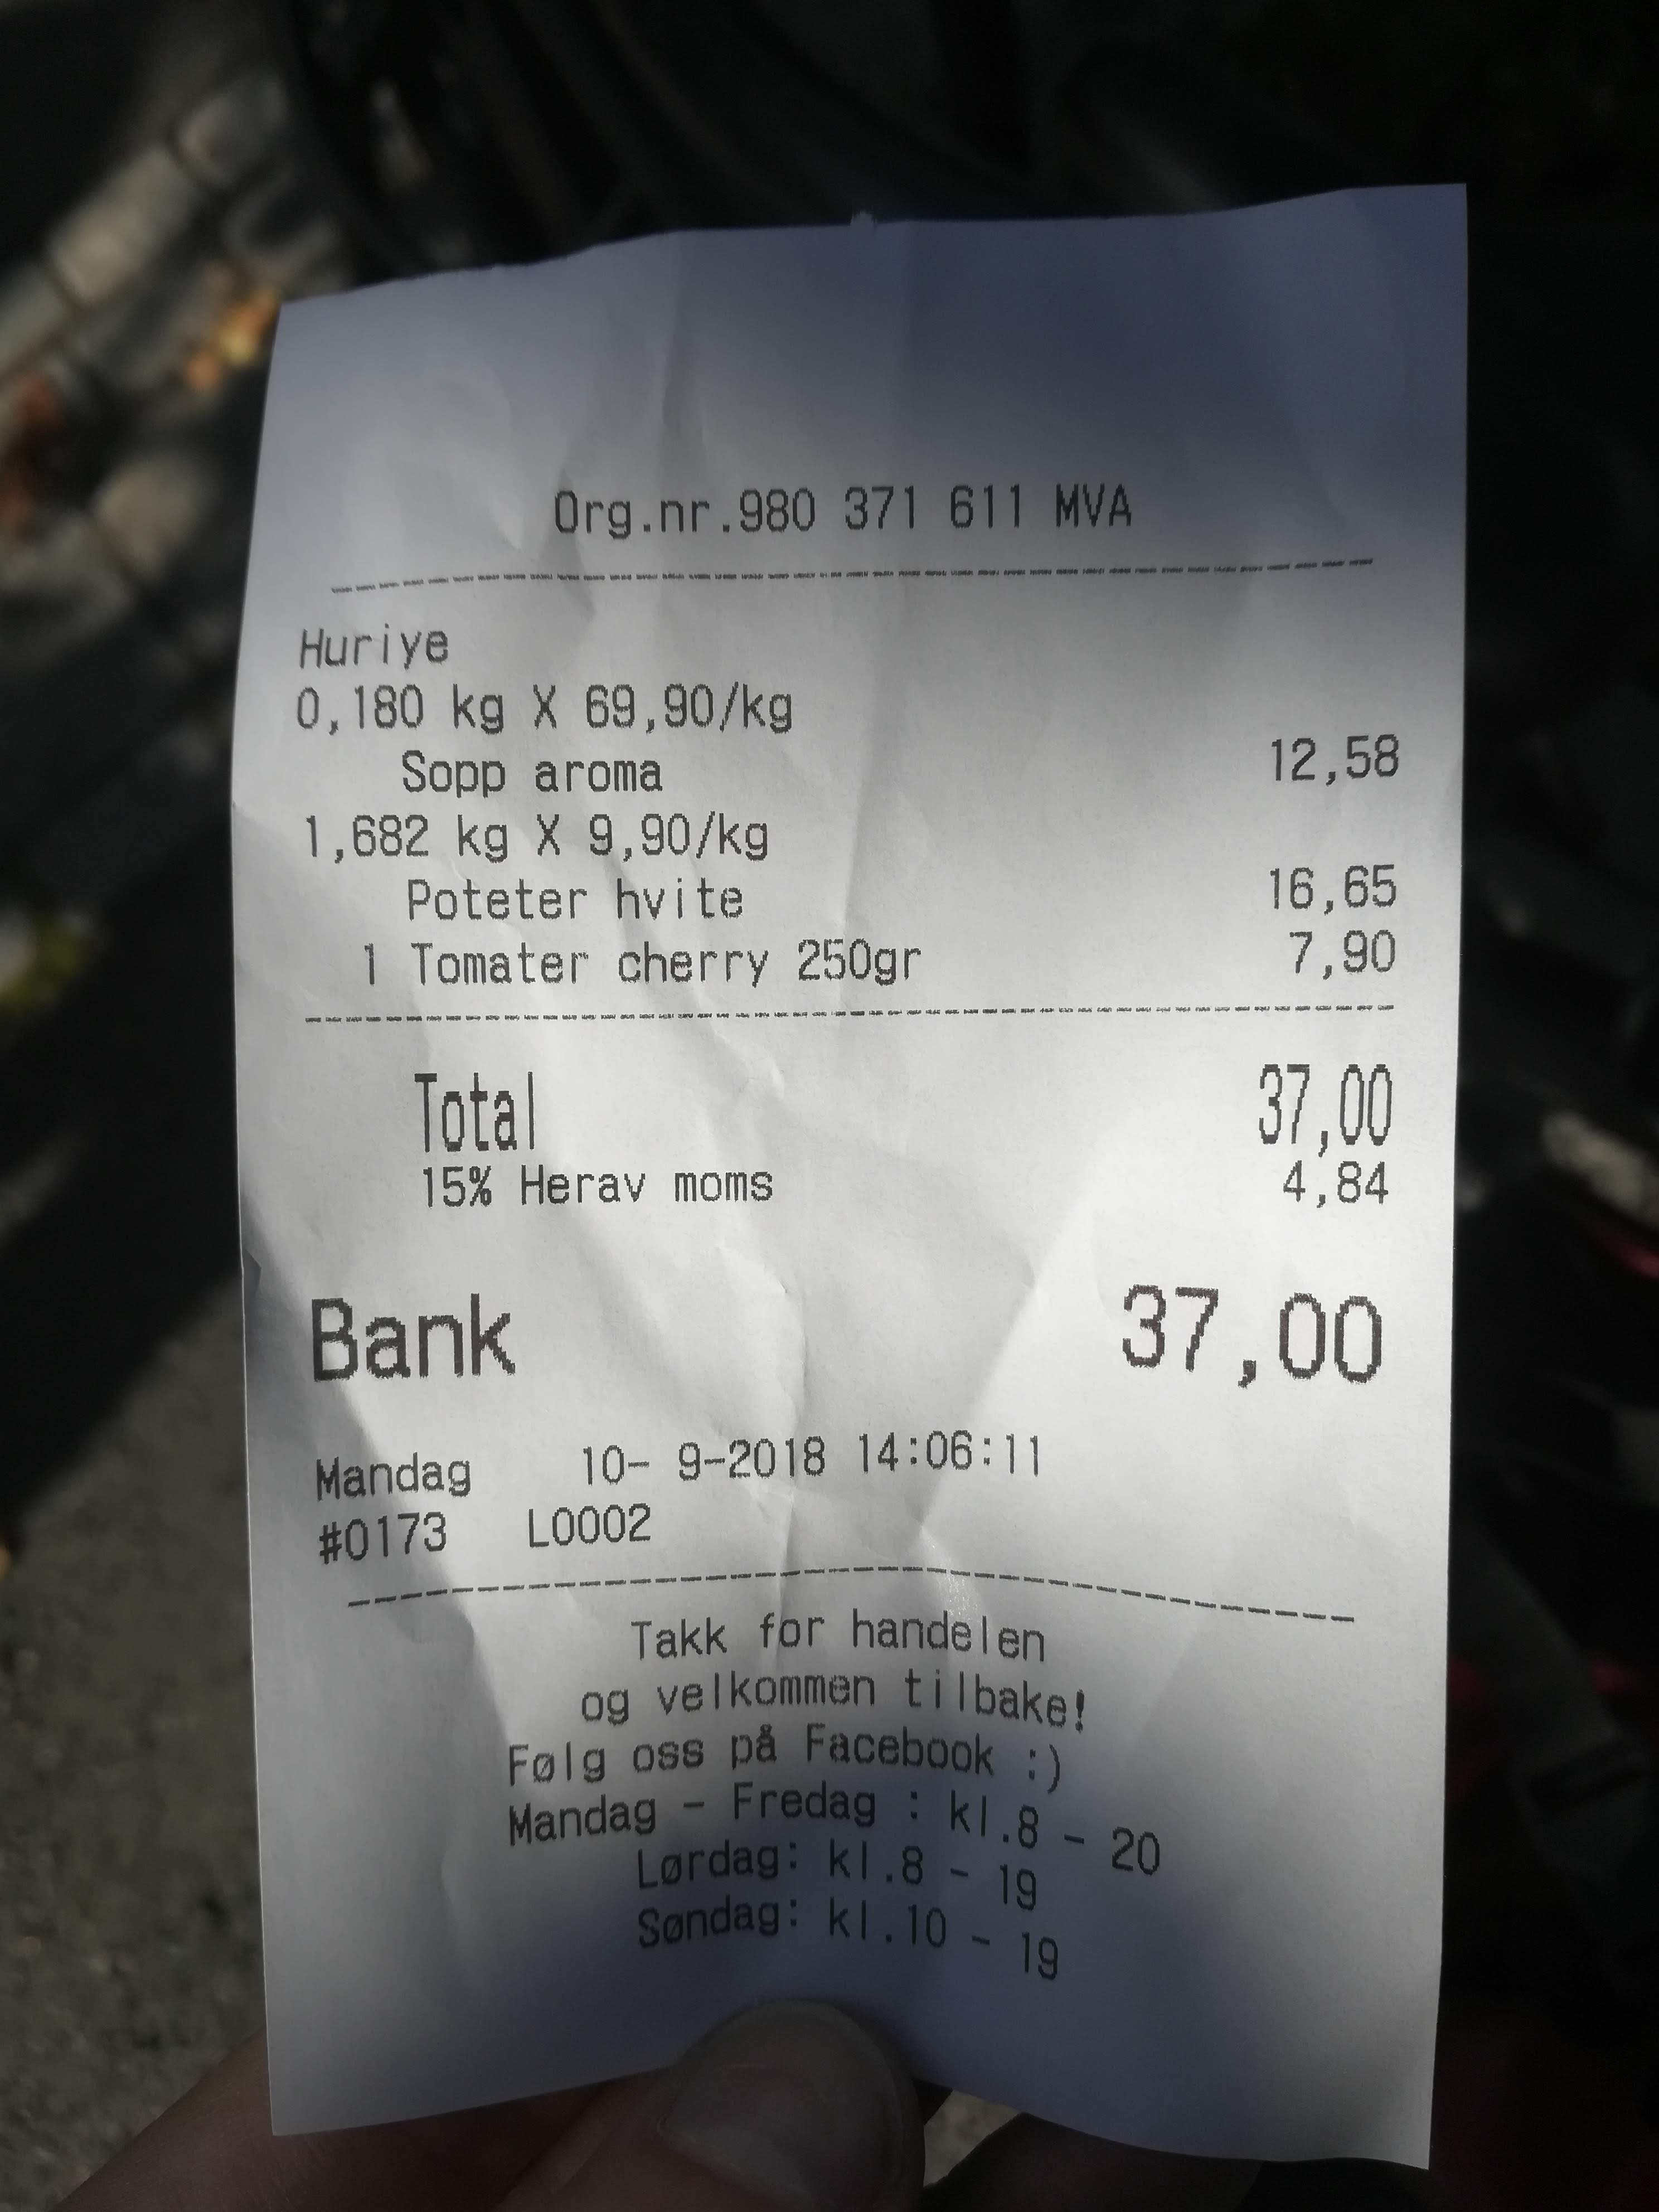 Org.nr.980 371 611 MVA
Huriye
0,180 kg X 69,90/kg
Sopp aroma 12,58
1,682 kg X 9,90/kg
Poteter hvite 16,65
1 Tomater cherry 250gr 7,90
Total 37,00
15% Herav moms 4,84
Bank 37,00
Mandag 10- 9-2018 14:06:11
#0173 L0002
Takk for handelen
og velkommen tilbake!
Følg oss på Facebook :)
Mandag - Fredag : kl.8 - 20
Lørdag: kl.8 - 19
Søndag: kl.10 - 19